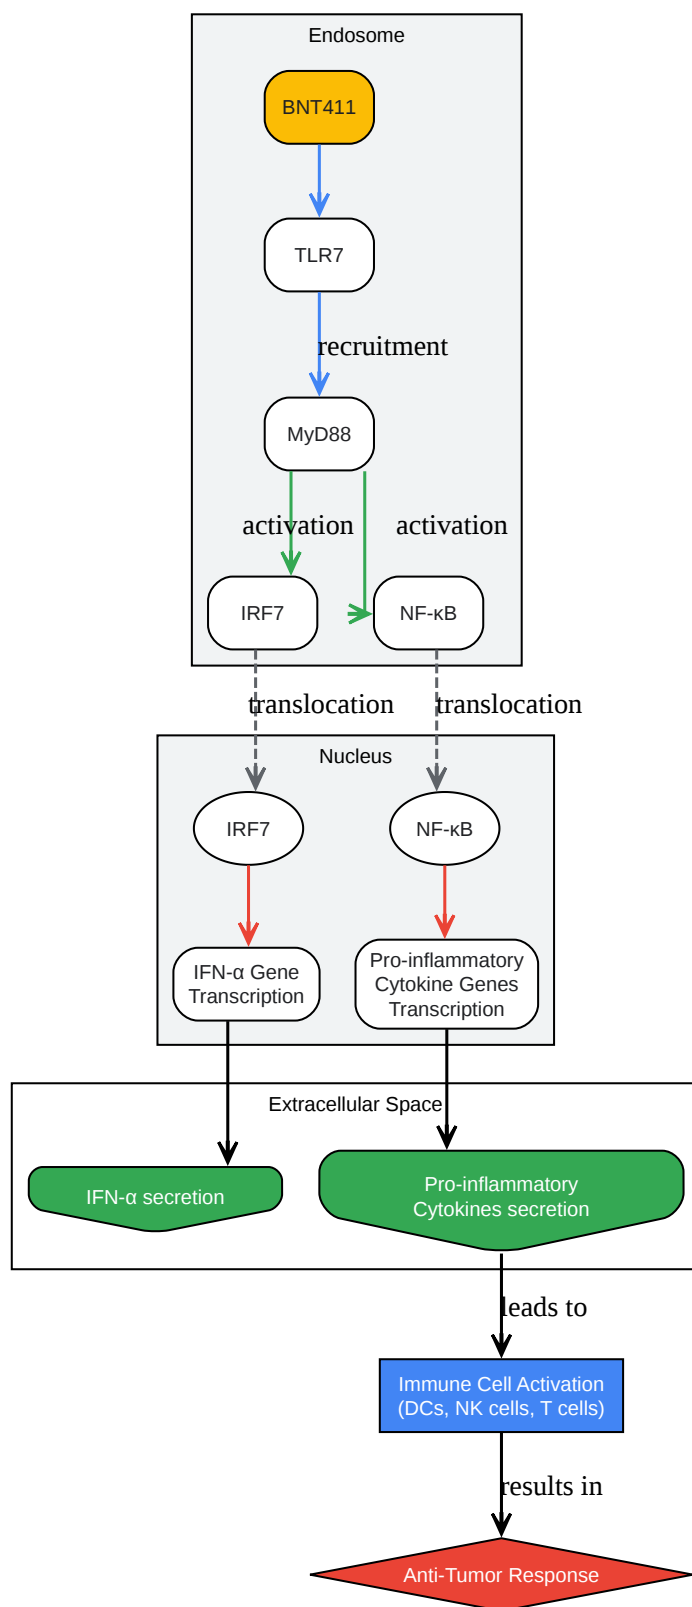 Endosome
BNT411
TLR7
recruitment
MyD88
activation
activation
IRF7
NF-κB
translocation
translocation
Nucleus
IRF7
NF-κB
IFN-α Gene
Transcription
Pro-inflammatory
Cytokine Genes
Transcription
Extracellular Space
IFN-α secretion
Pro-inflammatory
Cytokines secretion
leads to
Immune Cell Activation
(DCs, NK cells, T cells)
results in
Anti-Tumor Response